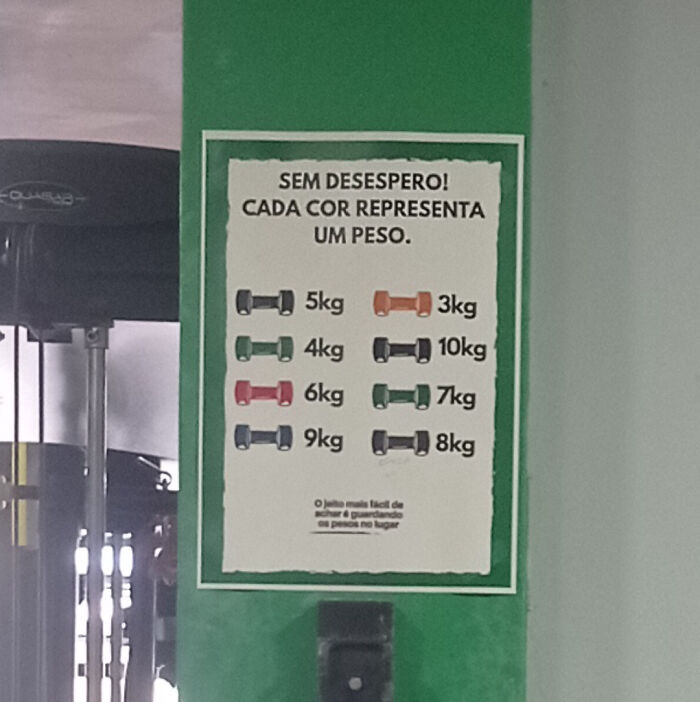 SEM DESESPERO!
CADA COR REPRESENTA
UM PESO.
5kg
3kg
4kg
10kg
6kg
7kg
9kg
8kg
O jeito mais fácil de
achar é guardando
os pesos no lugar